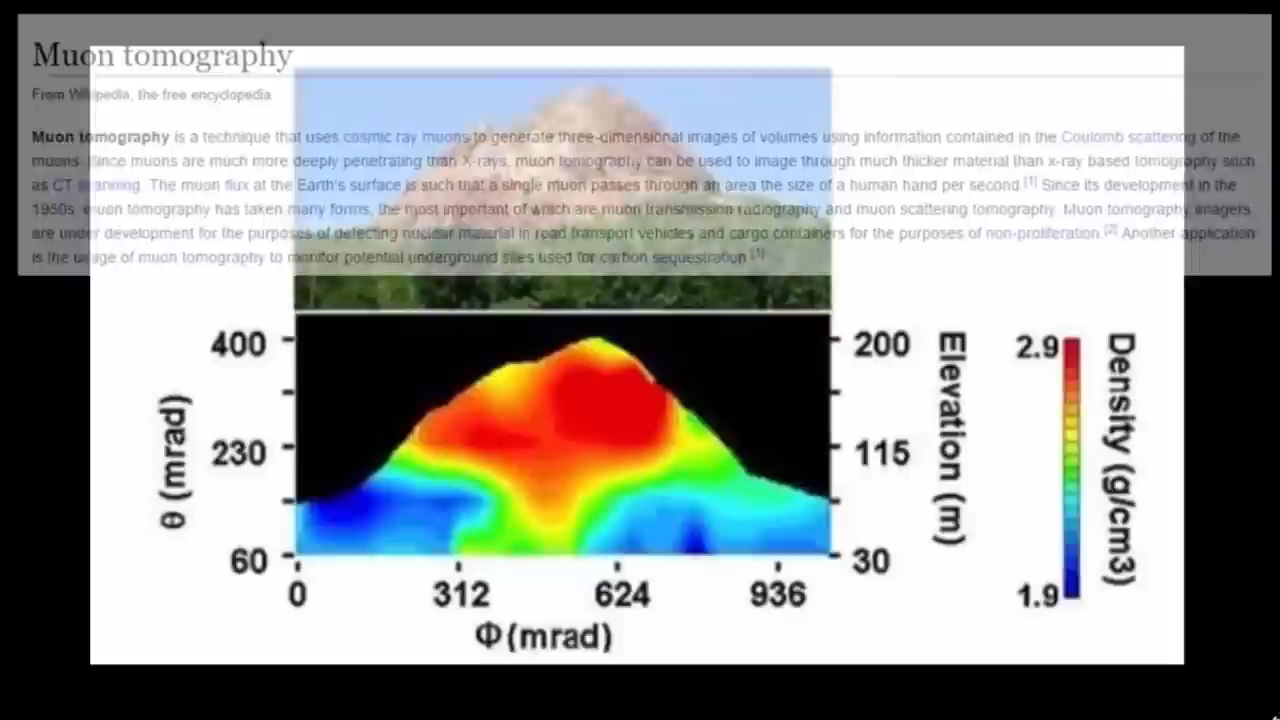 Muon tomography
From Wikipedia, the free encyclopedia
Muon tomography is a technique that uses cosmic ray muons to generate three-dimensional images of volumes using information contained in the Coulomb scattering of the
muons. Since muons are much more deeply penetrating than X-rays, muon tomography can be used to image through much thicker material than x-ray based tomography such
as CT scanning. The muon flux at the Earth's surface is such that a single muon passes through an area the size of a human hand per second.[1] Since its development in the
1950s, muon tomography has taken many forms, the most important of which are muon transmission radiography and muon scattering tomography. Muon tomography imagers
are under development for the purposes of detecting nuclear material in road transport vehicles and cargo containers for the purposes of non-proliferation.[2] Another application
is the usage of muon tomography to monitor potential underground sites used for carbon sequestration.[1]
400
230
60
θ (mrad)
200
115
30
Elevation (m)
2.9
1.9
Density (g/cm3)
0 312 624 936
Φ (mrad)